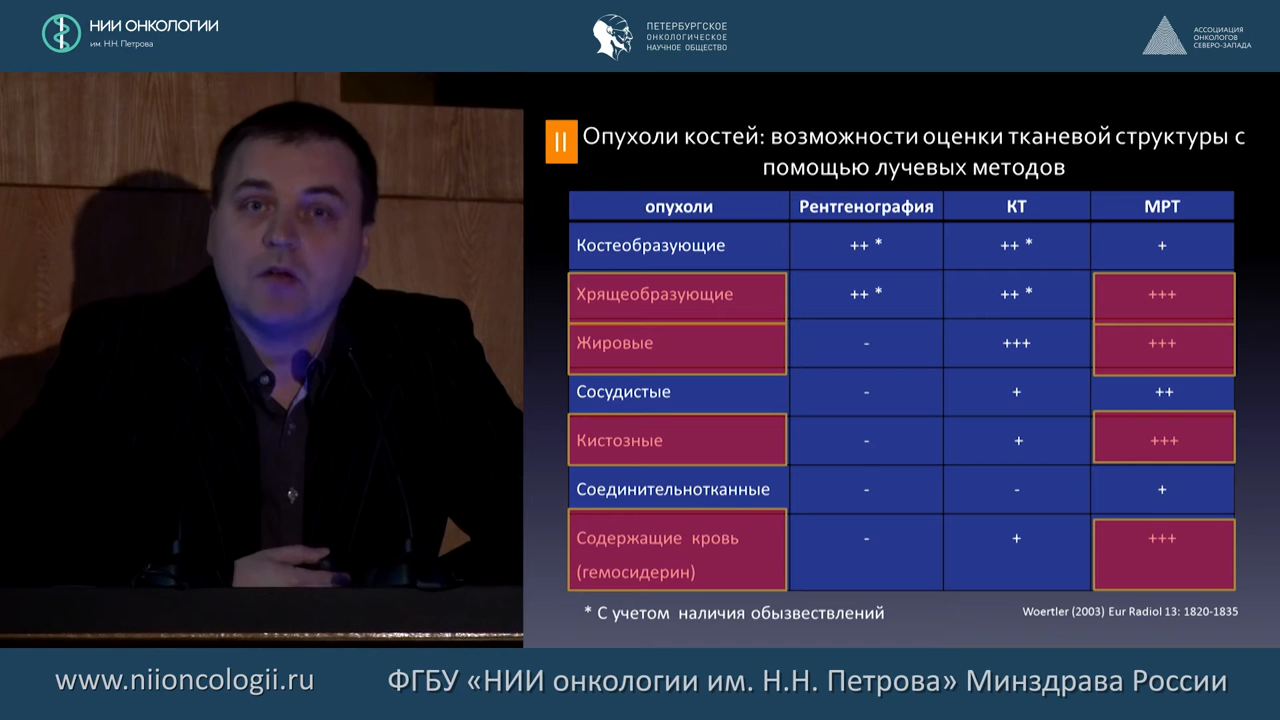 НИИ ОНКОЛОГИИ
им. Н.Н. Петрова
ПЕТЕРБУРГСКОЕ
ОНКОЛОГИЧЕСКОЕ
НАУЧНОЕ ОБЩЕСТВО
АССОЦИАЦИЯ
ОНКОЛОГОВ
СЕВЕРО-ЗАПАДА
II
Опухоли костей: возможности оценки тканевой структуры с
помощью лучевых методов
опухоли Рентгенография КТ МРТ
Костеобразующие ++ * ++ * +
Хрящеобразующие ++ * ++ * +++
Жировые - +++ +++
Сосудистые - + ++
Кистозные - + +++
Соединительнотканные - - +
Содержащие кровь - + +++
(гемосидерин)
* С учетом наличия обызвествлений
Woertler (2003) Eur Radiol 13: 1820-1835
www.niioncologii.ru
ФГБУ «НИИ онкологии им. Н.Н. Петрова» Минздрава России